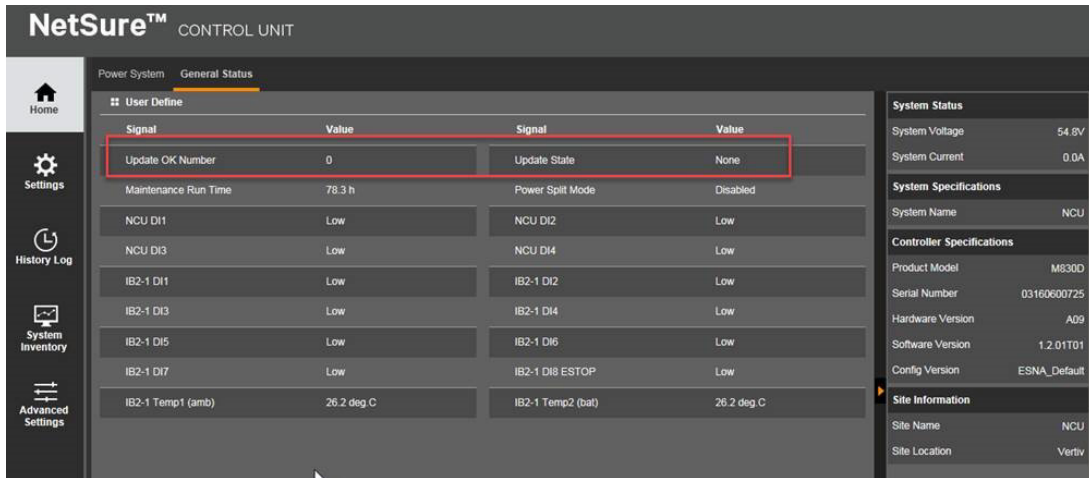 NetSure™ CONTROL UNIT
Home
Settings
History Log
System Inventory
Advanced Settings
Power System General Status
User Define
Signal Value Signal Value
Update OK Number 0 Update State None
Maintenance Run Time 78.3 h Power Split Mode Disabled
NCU DI1 Low NCU DI2 Low
NCU DI3 Low NCU DI4 Low
IB2-1 DI1 Low IB2-1 DI2 Low
IB2-1 DI3 Low IB2-1 DI4 Low
IB2-1 DI5 Low IB2-1 DI6 Low
IB2-1 DI7 Low IB2-1 DI8 ESTOP Low
IB2-1 Temp1 (amb) 26.2 deg.C IB2-1 Temp2 (bat) 26.2 deg.C
System Status
System Voltage 54.8V
System Current 0.0A
System Specifications
System Name NCU
Controller Specifications
Product Model M830D
Serial Number 03160600725
Hardware Version A09
Software Version 1.2.01T01
Config Version ESNA_Default
Site Information
Site Name NCU
Site Location Vertiv